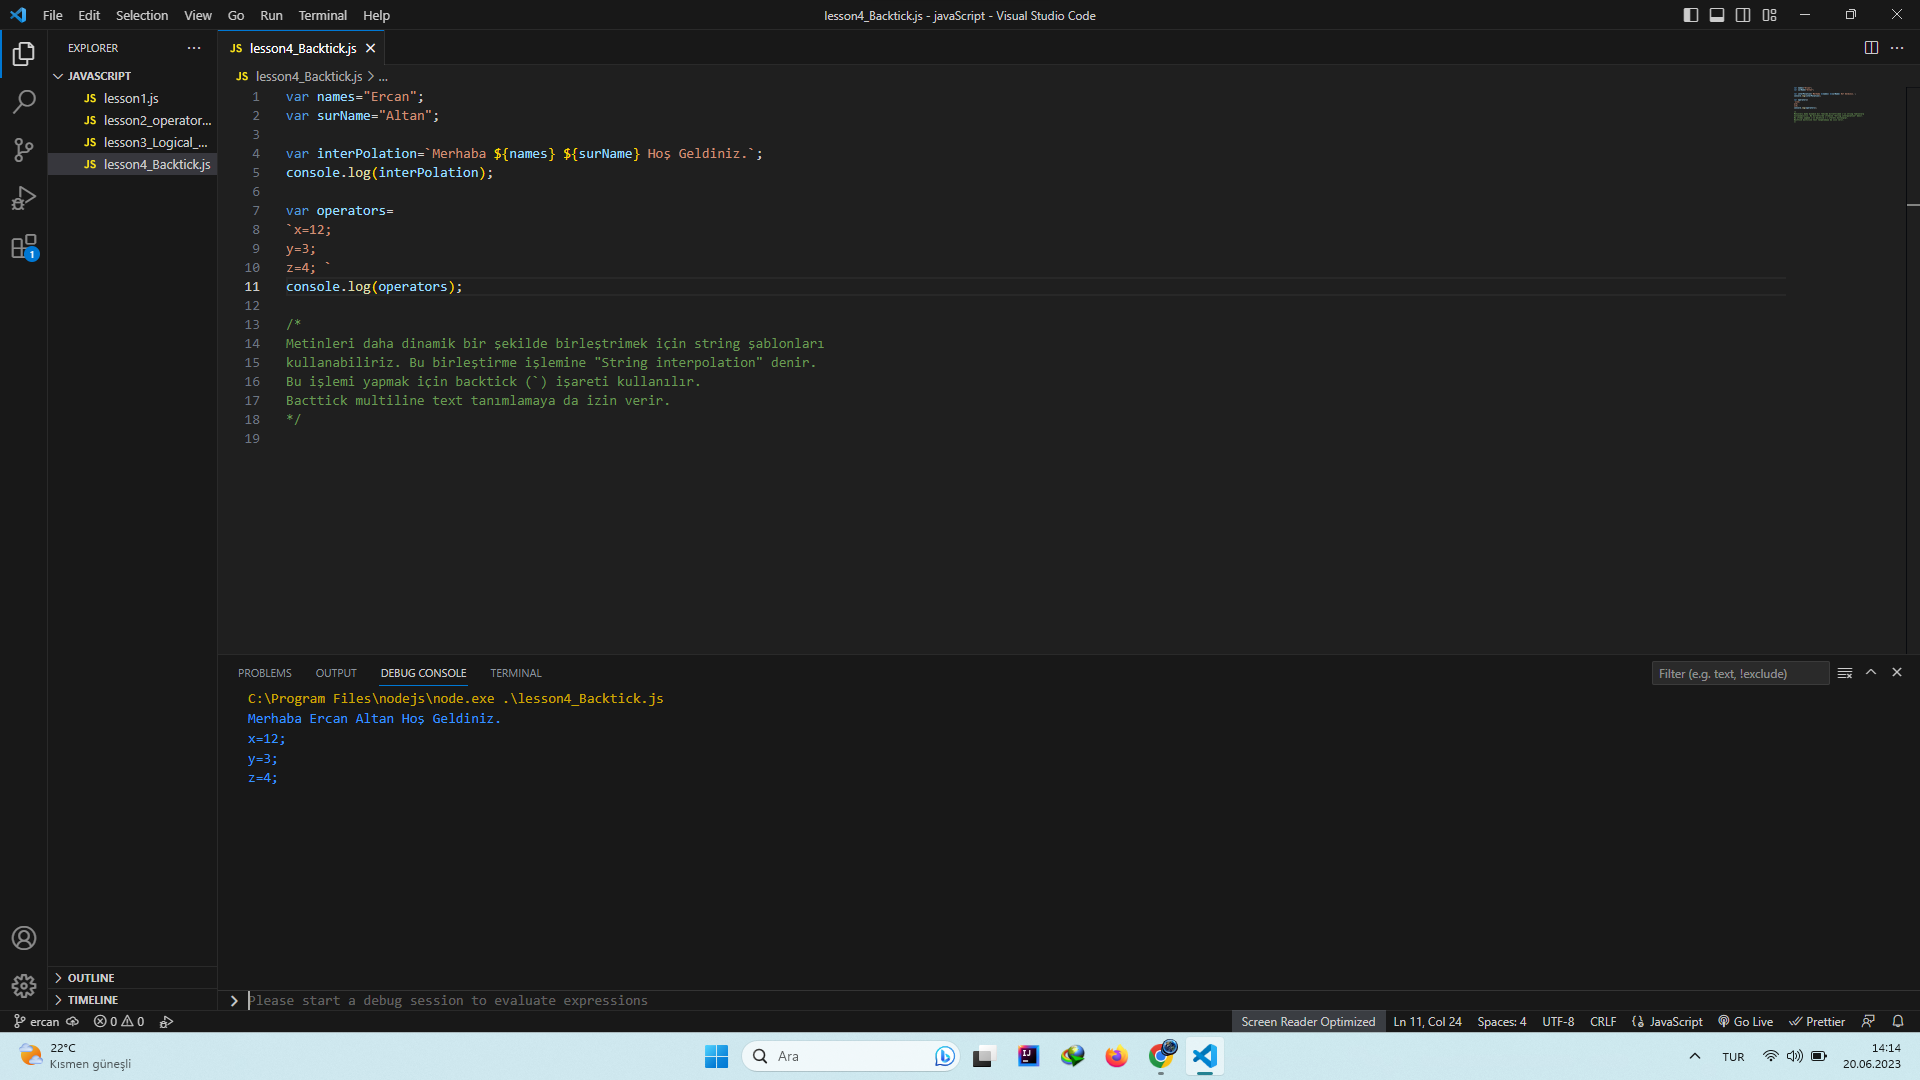 File Edit Selection View Go Run Terminal Help
lesson4_Backtick.js - javaScript - Visual Studio Code
EXPLORER
JAVASCRIPT
JS lesson1.js
JS lesson2_operator...
JS lesson3_Logical_...
JS lesson4_Backtick.js
OUTLINE
TIMELINE
JS lesson4_Backtick.js
JS lesson4_Backtick.js > ...
1 var names="Ercan";
2 var surName="Altan";
3
4 var interPolation=`Merhaba ${names} ${surName} Hoş Geldiniz.`;
5 console.log(interPolation);
6
7 var operators=
8 `x=12;
9 y=3;
10 z=4; `
11 console.log(operators);
12
13 /*
14 Metinleri daha dinamik bir şekilde birleştrimek için string şablonları
15 kullanabiliriz. Bu birleştirme işlemine "String interpolation" denir.
16 Bu işlemi yapmak için backtick (`) işareti kullanılır.
17 Bacttick multiline text tanımlamaya da izin verir.
18 */
19
PROBLEMS OUTPUT DEBUG CONSOLE TERMINAL
Filter (e.g. text, !exclude)
C:\Program Files\nodejs\node.exe .\lesson4_Backtick.js
Merhaba Ercan Altan Hoş Geldiniz.
x=12;
y=3;
z=4;
Please start a debug session to evaluate expressions
ercan 0 0
Screen Reader Optimized Ln 11, Col 24 Spaces: 4 UTF-8 CRLF {} JavaScript Go Live Prettier
1
22°C
Kısmen güneşli
Ara
IJ
TUR
14:14
20.06.2023